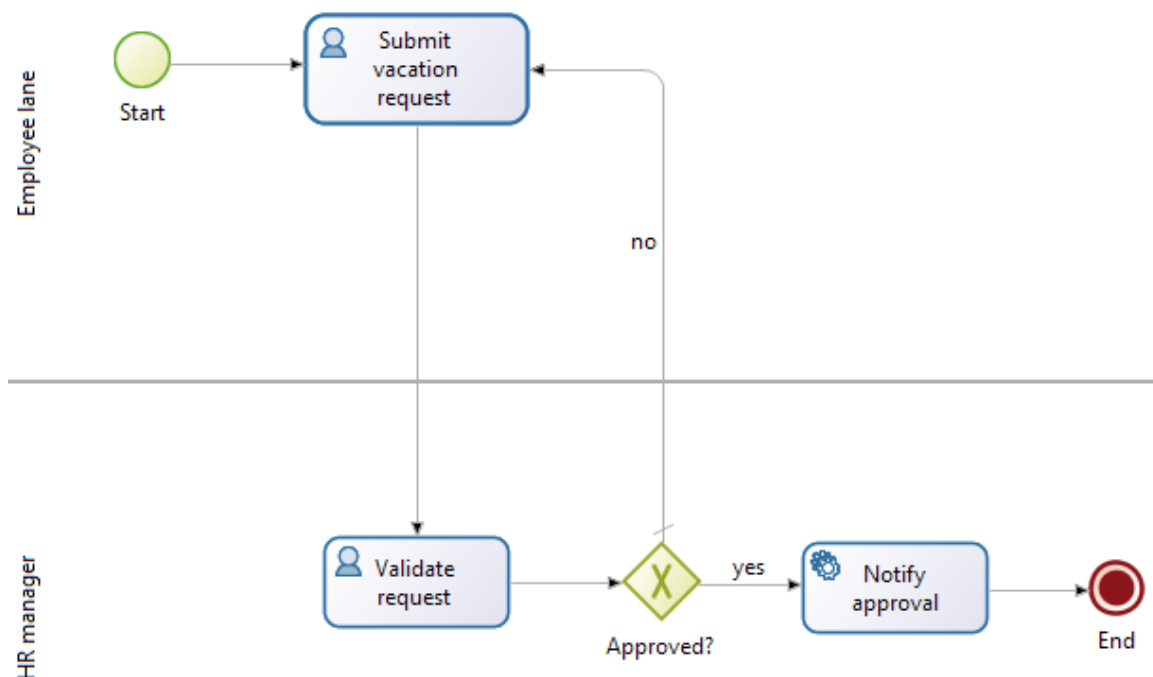 Employee lane
Start
Submit
vacation
request
no
HR manager
Validate
request
Approved?
yes
Notify
approval
End